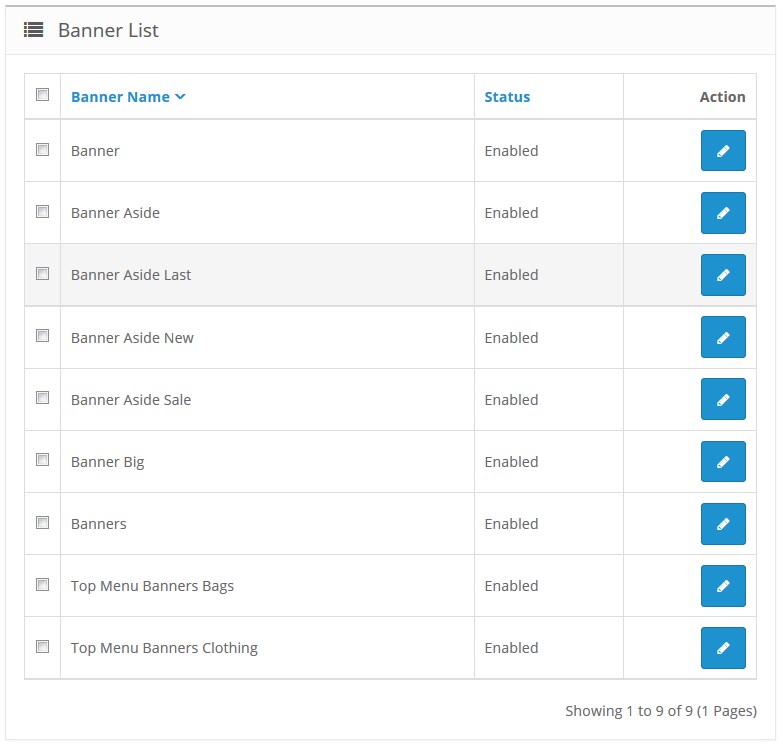 Banner List
Banner Name Status Action
Banner Enabled
Banner Aside Enabled
Banner Aside Last Enabled
Banner Aside New Enabled
Banner Aside Sale Enabled
Banner Big Enabled
Banners Enabled
Top Menu Banners Bags Enabled
Top Menu Banners Clothing Enabled
Showing 1 to 9 of 9 (1 Pages)